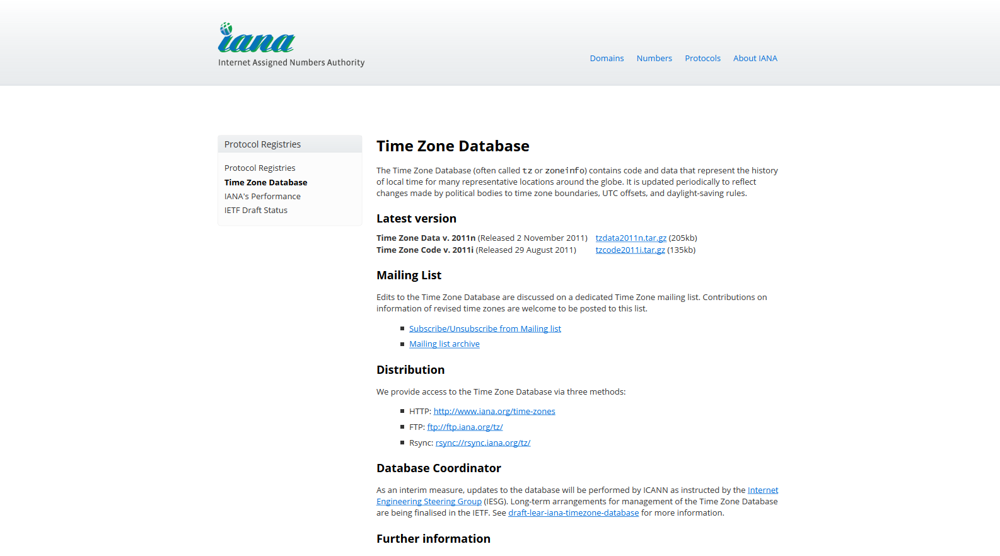 iana
Internet Assigned Numbers Authority
Domains Numbers Protocols About IANA
Protocol Registries
Protocol Registries
Time Zone Database
IANA's Performance
IETF Draft Status
Time Zone Database
The Time Zone Database (often called tz or zoneinfo) contains code and data that represent the history
of local time for many representative locations around the globe. It is updated periodically to reflect
changes made by political bodies to time zone boundaries, UTC offsets, and daylight-saving rules.
Latest version
Time Zone Data v. 2011n (Released 2 November 2011) tzdata2011n.tar.gz (205kb)
Time Zone Code v. 2011i (Released 29 August 2011) tzcode2011i.tar.gz (135kb)
Mailing List
Edits to the Time Zone Database are discussed on a dedicated Time Zone mailing list. Contributions on
information of revised time zones are welcome to be posted to this list.
Subscribe/Unsubscribe from Mailing list
Mailing list archive
Distribution
We provide access to the Time Zone Database via three methods:
HTTP: http://www.iana.org/time-zones
FTP: ftp://ftp.iana.org/tz/
Rsync: rsync://rsync.iana.org/tz/
Database Coordinator
As an interim measure, updates to the database will be performed by ICANN as instructed by the Internet
Engineering Steering Group (IESG). Long-term arrangements for management of the Time Zone Database
are being finalised in the IETF. See draft-lear-iana-timezone-database for more information.
Further information